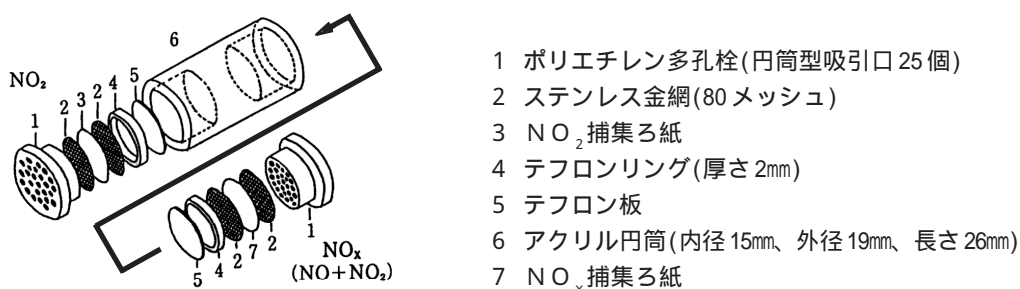 6
NO₂
1
2
3
2
4
5
5
4
2
7
2
1
NOx
(NO+NO₂)
1 ポリエチレン多孔栓(円筒型吸引口25個)
2 ステンレス金網(80メッシュ)
3 ＮＯ₂捕集ろ紙
4 テフロンリング(厚さ2㎜)
5 テフロン板
6 アクリル円筒(内径15㎜、外径19㎜、長さ26㎜)
7 ＮＯx捕集ろ紙